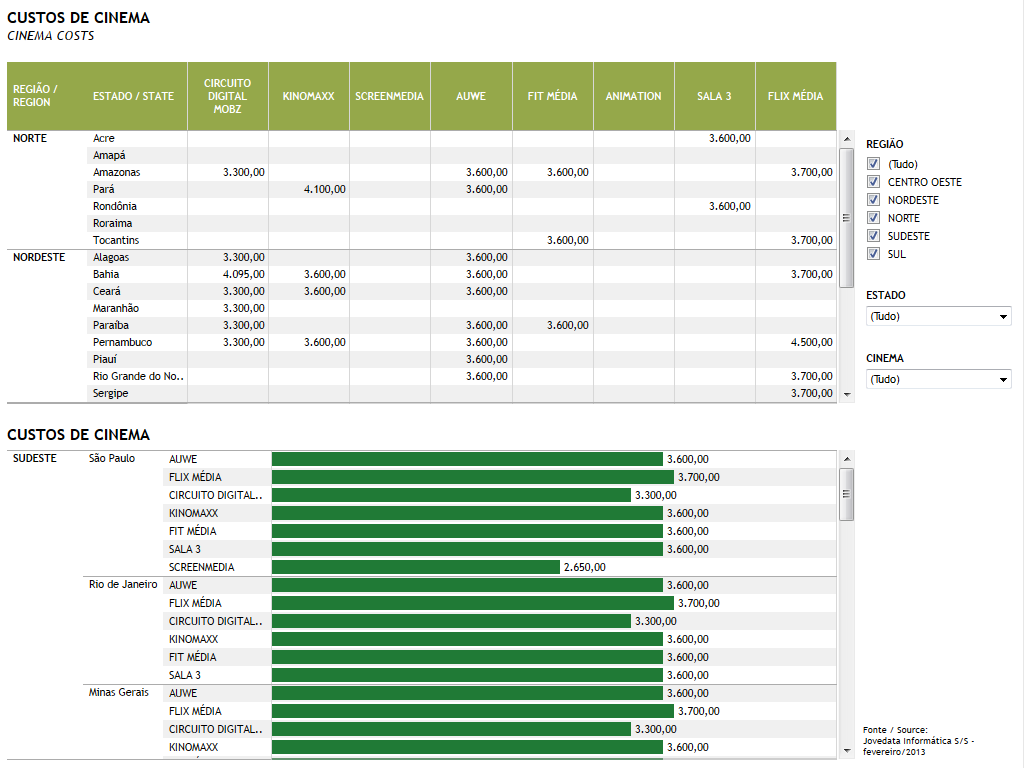 CUSTOS DE CINEMA
CINEMA COSTS
REGIÃO / REGION ESTADO / STATE CIRCUITO DIGITAL MOBZ KINOMAXX SCREENMEDIA AUWE FIT MÉDIA ANIMATION SALA 3 FLIX MÉDIA
NORTE Acre 3.600,00
Amapá
Amazonas 3.300,00 3.600,00 3.600,00 3.700,00
Pará 4.100,00 3.600,00
Rondônia 3.600,00
Roraima
Tocantins 3.600,00 3.700,00
NORDESTE Alagoas 3.300,00 3.600,00
Bahia 4.095,00 3.600,00 3.600,00 3.700,00
Ceará 3.300,00 3.600,00 3.600,00
Maranhão 3.300,00
Paraíba 3.300,00 3.600,00 3.600,00
Pernambuco 3.300,00 3.600,00 3.600,00 4.500,00
Piauí 3.600,00
Rio Grande do No.. 3.600,00 3.700,00
Sergipe 3.700,00
REGIÃO
(Tudo)
CENTRO OESTE
NORDESTE
NORTE
SUDESTE
SUL
ESTADO
(Tudo)
CINEMA
(Tudo)
CUSTOS DE CINEMA
SUDESTE São Paulo AUWE 3.600,00
FLIX MÉDIA 3.700,00
CIRCUITO DIGITAL.. 3.300,00
KINOMAXX 3.600,00
FIT MÉDIA 3.600,00
SALA 3 3.600,00
SCREENMEDIA 2.650,00
Rio de Janeiro AUWE 3.600,00
FLIX MÉDIA 3.700,00
CIRCUITO DIGITAL.. 3.300,00
KINOMAXX 3.600,00
FIT MÉDIA 3.600,00
SALA 3 3.600,00
Minas Gerais AUWE 3.600,00
FLIX MÉDIA 3.700,00
CIRCUITO DIGITAL.. 3.300,00
KINOMAXX 3.600,00
Fonte / Source:
Jovedata Informática S/S -
fevereiro/2013